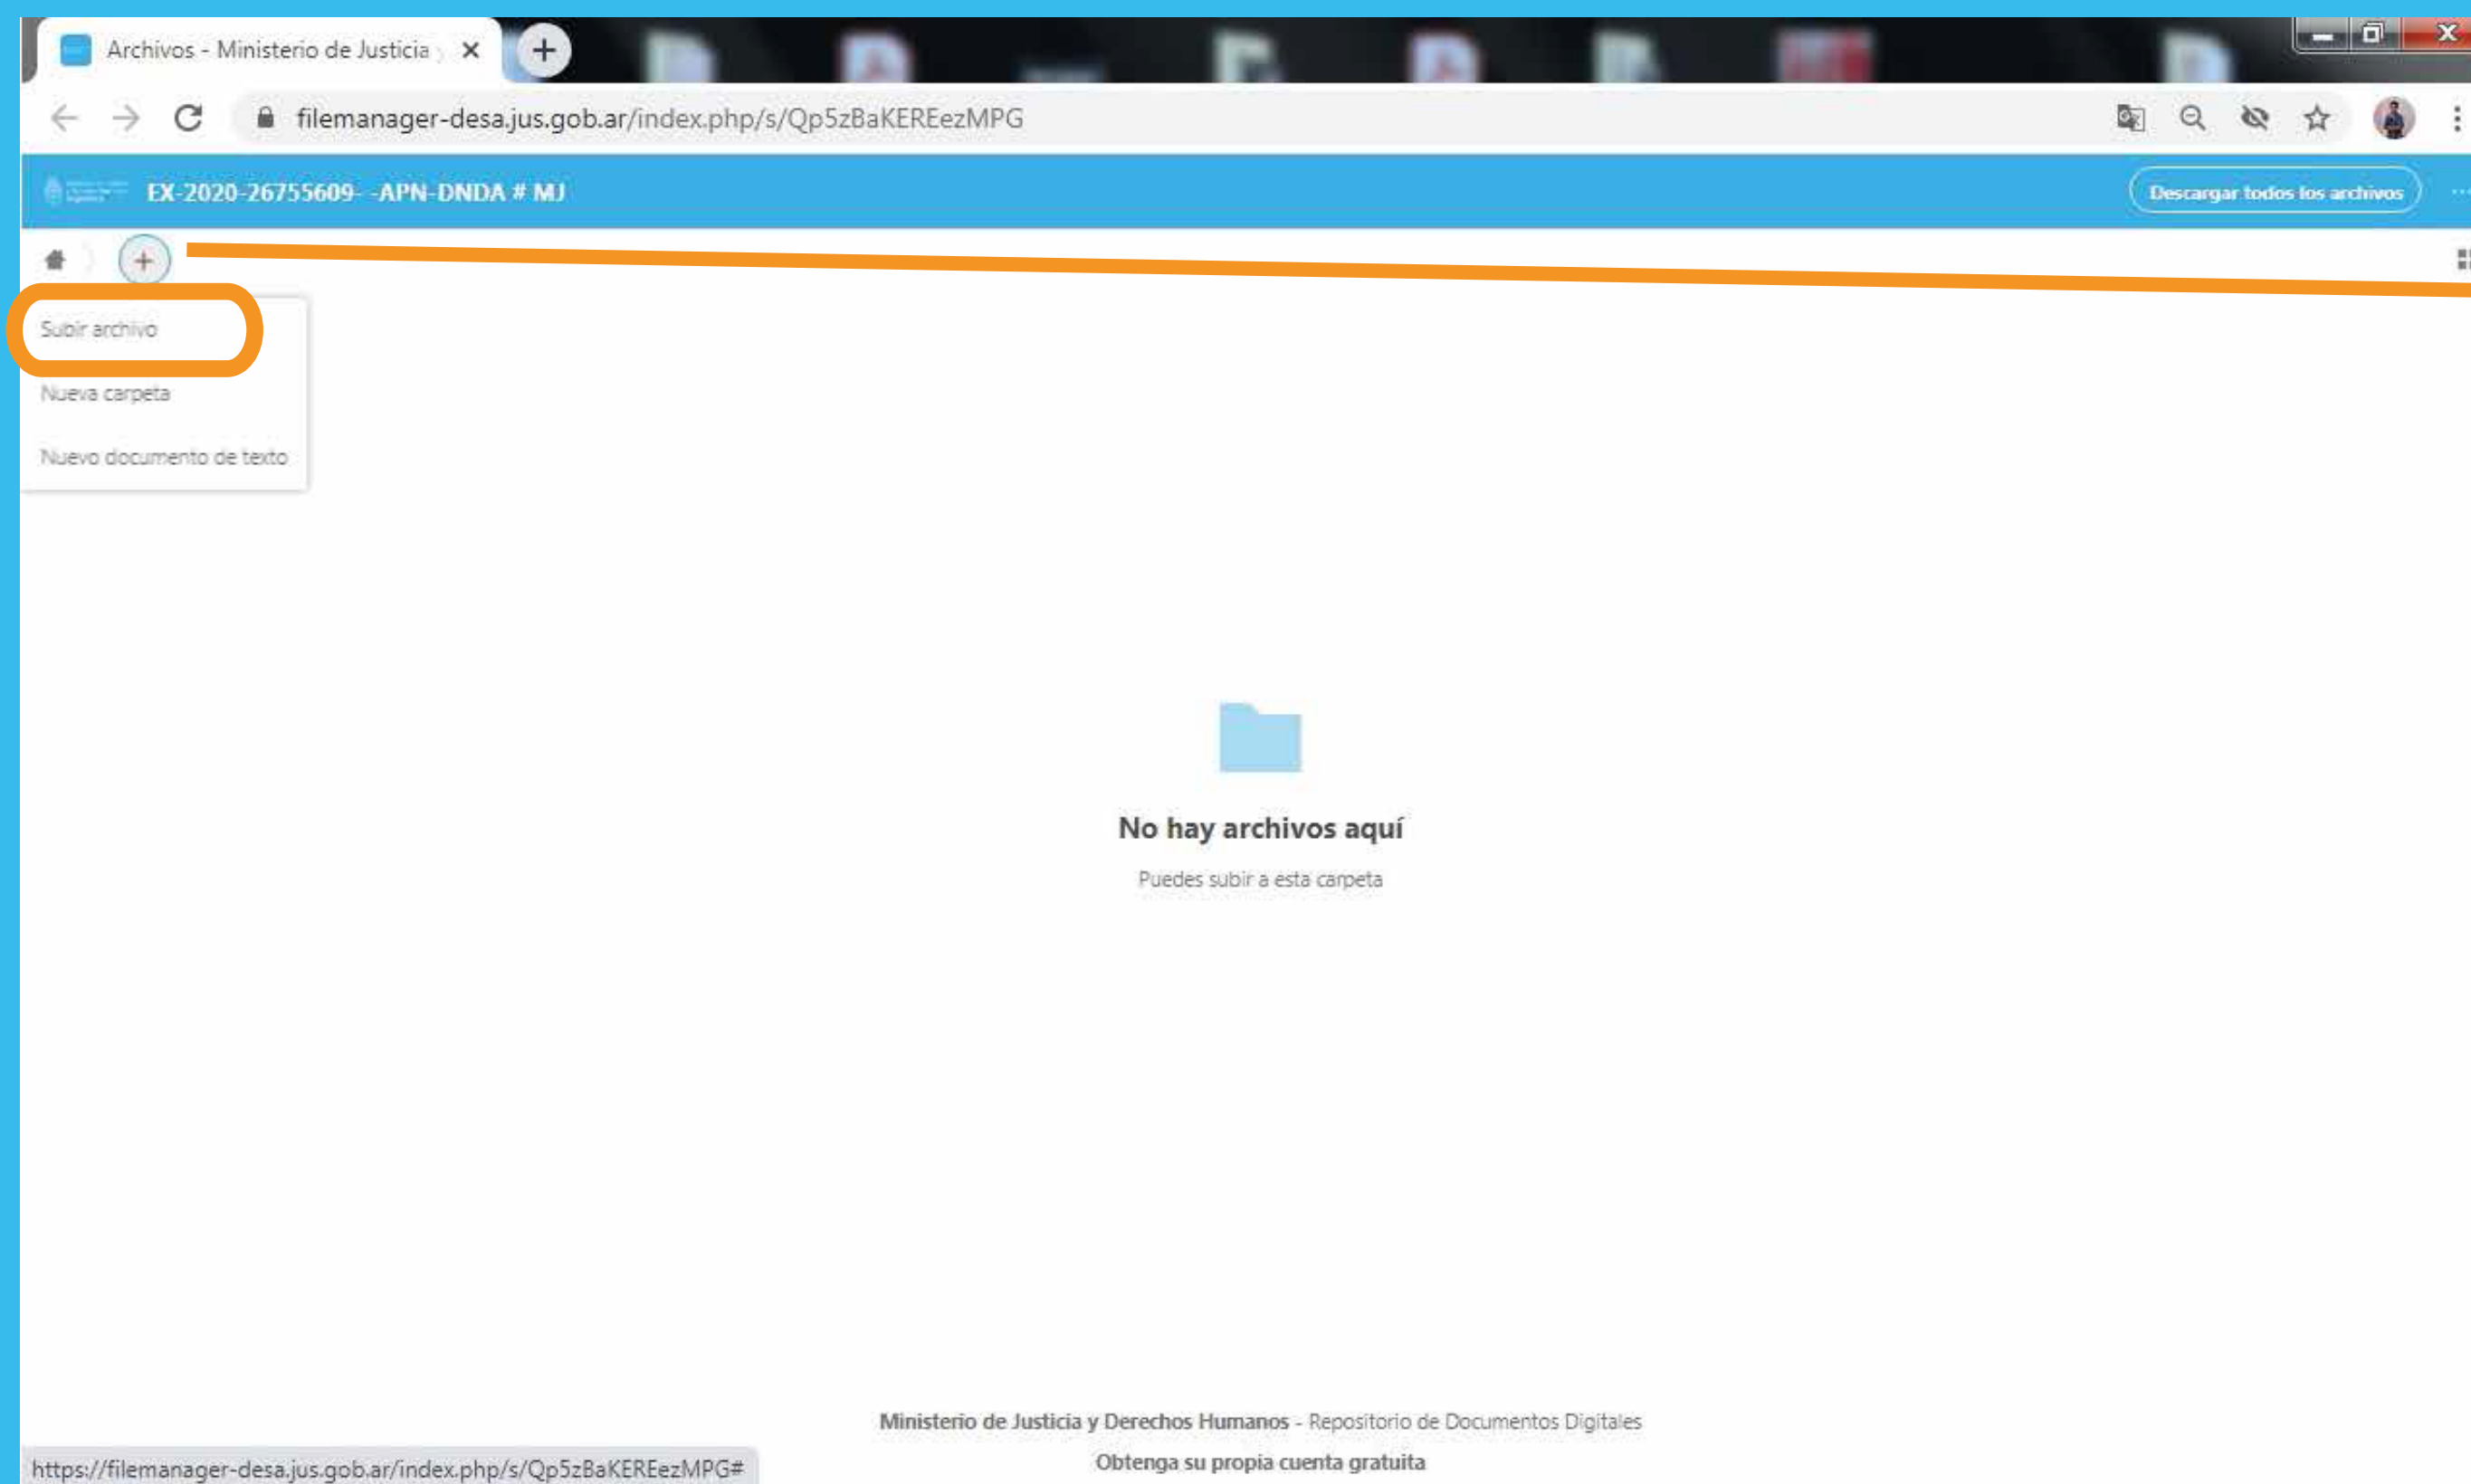 Archivos - Ministerio de Justicia y
filemanager-desa.jus.gob.ar/index.php/s/Qp5zBaKEREezMPG
EX-2020-26755609- -APN-DNDA # MJ
Descargar todos los archivos
Subir archivo
Nueva carpeta
Nuevo documento de texto
No hay archivos aquí
Puedes subir a esta carpeta
Ministerio de Justicia y Derechos Humanos - Repositorio de Documentos Digitales
Obtenga su propia cuenta gratuita
https://filemanager-desa.jus.gob.ar/index.php/s/Qp5zBaKEREezMPG#